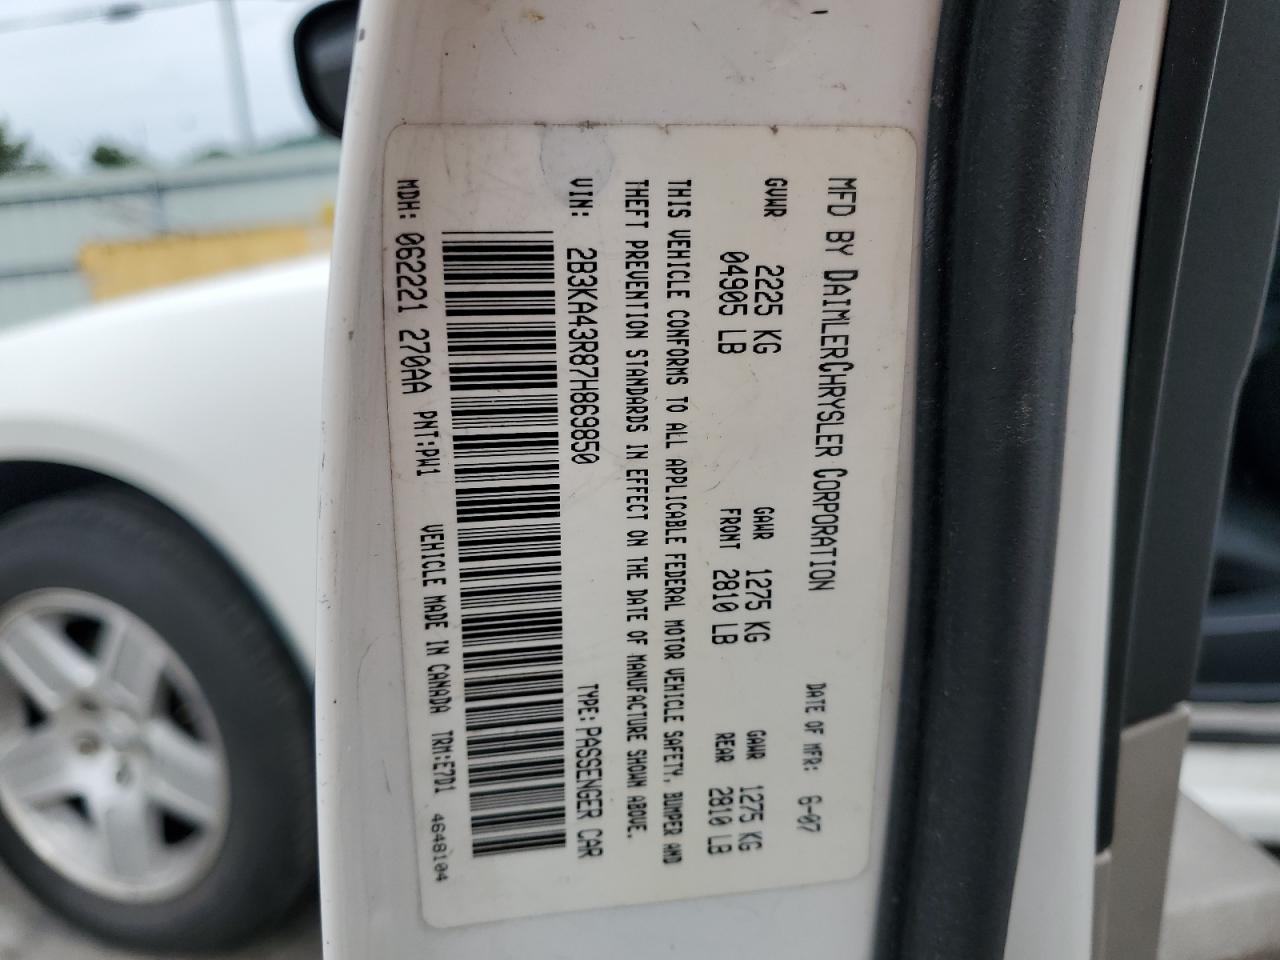 MFD BY DAIMLERCHRYSLER CORPORATION DATE OF MFR: 6-07
GVWR 2225 KG GAWR 1275 KG GAWR 1275 KG
04905 LB FRONT 2810 LB REAR 2810 LB
THIS VEHICLE CONFORMS TO ALL APPLICABLE FEDERAL MOTOR VEHICLE SAFETY, BUMPER AND
THEFT PREVENTION STANDARDS IN EFFECT ON THE DATE OF MANUFACTURE SHOWN ABOVE.
VIN: 2B3KA43R87H869850 TYPE: PASSENGER CAR
MDH: 062221 270AA PNT:PW1 VEHICLE MADE IN CANADA TRM:E7D1 4648104